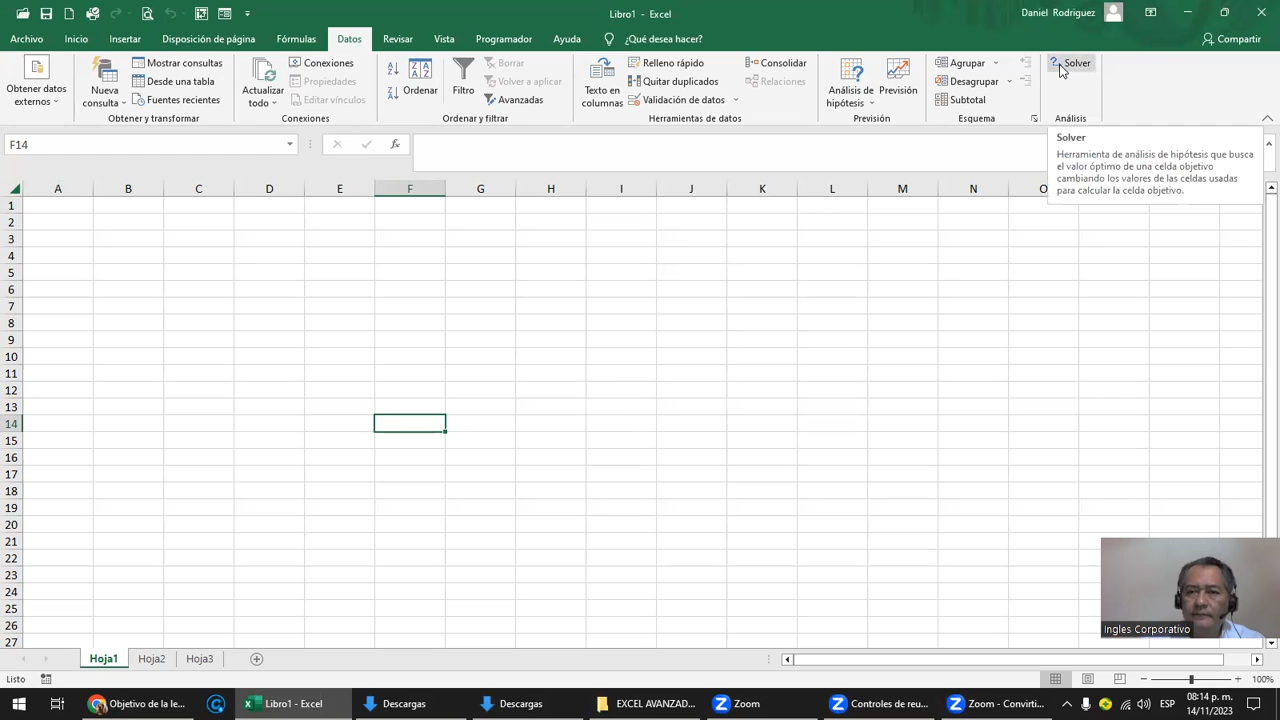 Libro1 - Excel
Daniel Rodriguez
Archivo
Inicio
Insertar
Disposición de página
Fórmulas
Datos
Revisar
Vista
Programador
Ayuda
¿Qué desea hacer?
Compartir
Obtener datos
externos
Nueva
consulta
Mostrar consultas
Desde una tabla
Fuentes recientes
Actualizar
todo
Conexiones
Propiedades
Editar vínculos
Ordenar
Filtro
Borrar
Volver a aplicar
Avanzadas
Texto en
columnas
Relleno rápido
Quitar duplicados
Validación de datos
Consolidar
Relaciones
Análisis de
hipótesis
Previsión
Agrupar
Desagrupar
Subtotal
Solver
Obtener y transformar
Conexiones
Ordenar y filtrar
Herramientas de datos
Previsión
Esquema
Análisis
F14
fx
Solver
Herramienta de análisis de hipótesis que busca
el valor óptimo de una celda objetivo
cambiando los valores de las celdas usadas
para calcular la celda objetivo.
A B C D E F G H I J K L M N O
1
2
3
4
5
6
7
8
9
10
11
12
13
14
15
16
17
18
19
20
21
22
23
24
25
26
27
Ingles Corporativo
Hoja1
Hoja2
Hoja3
Listo
100%
Objetivo de la le...
Libro1 - Excel
Descargas
Descargas
EXCEL AVANZAD...
Zoom
Controles de reu...
Zoom - Convirti...
ESP
08:14 p. m.
14/11/2023